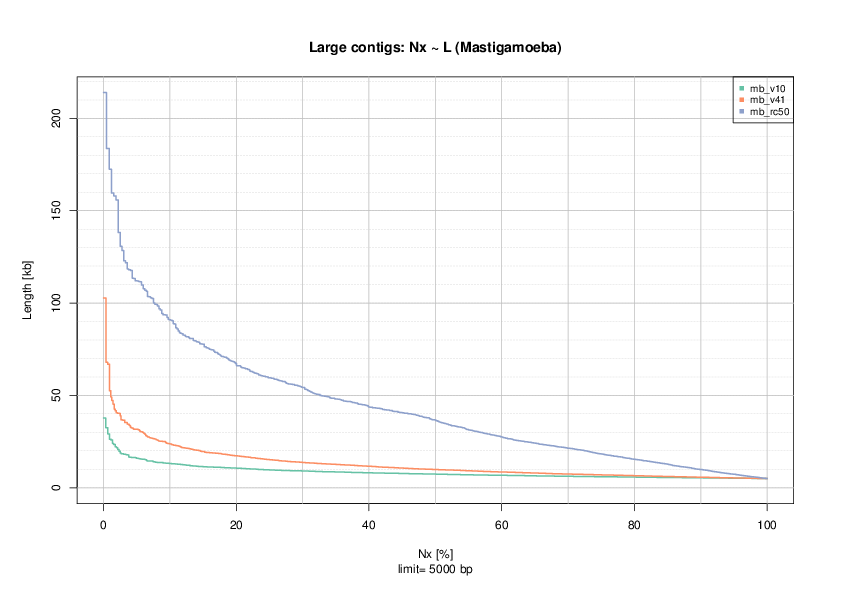 Large contigs: Nx ~ L (Mastigamoeba)
mb_v10
mb_v41
mb_rc50
Length [kb]
200
150
100
50
0
0 20 40 60 80 100
Nx [%]
limit= 5000 bp